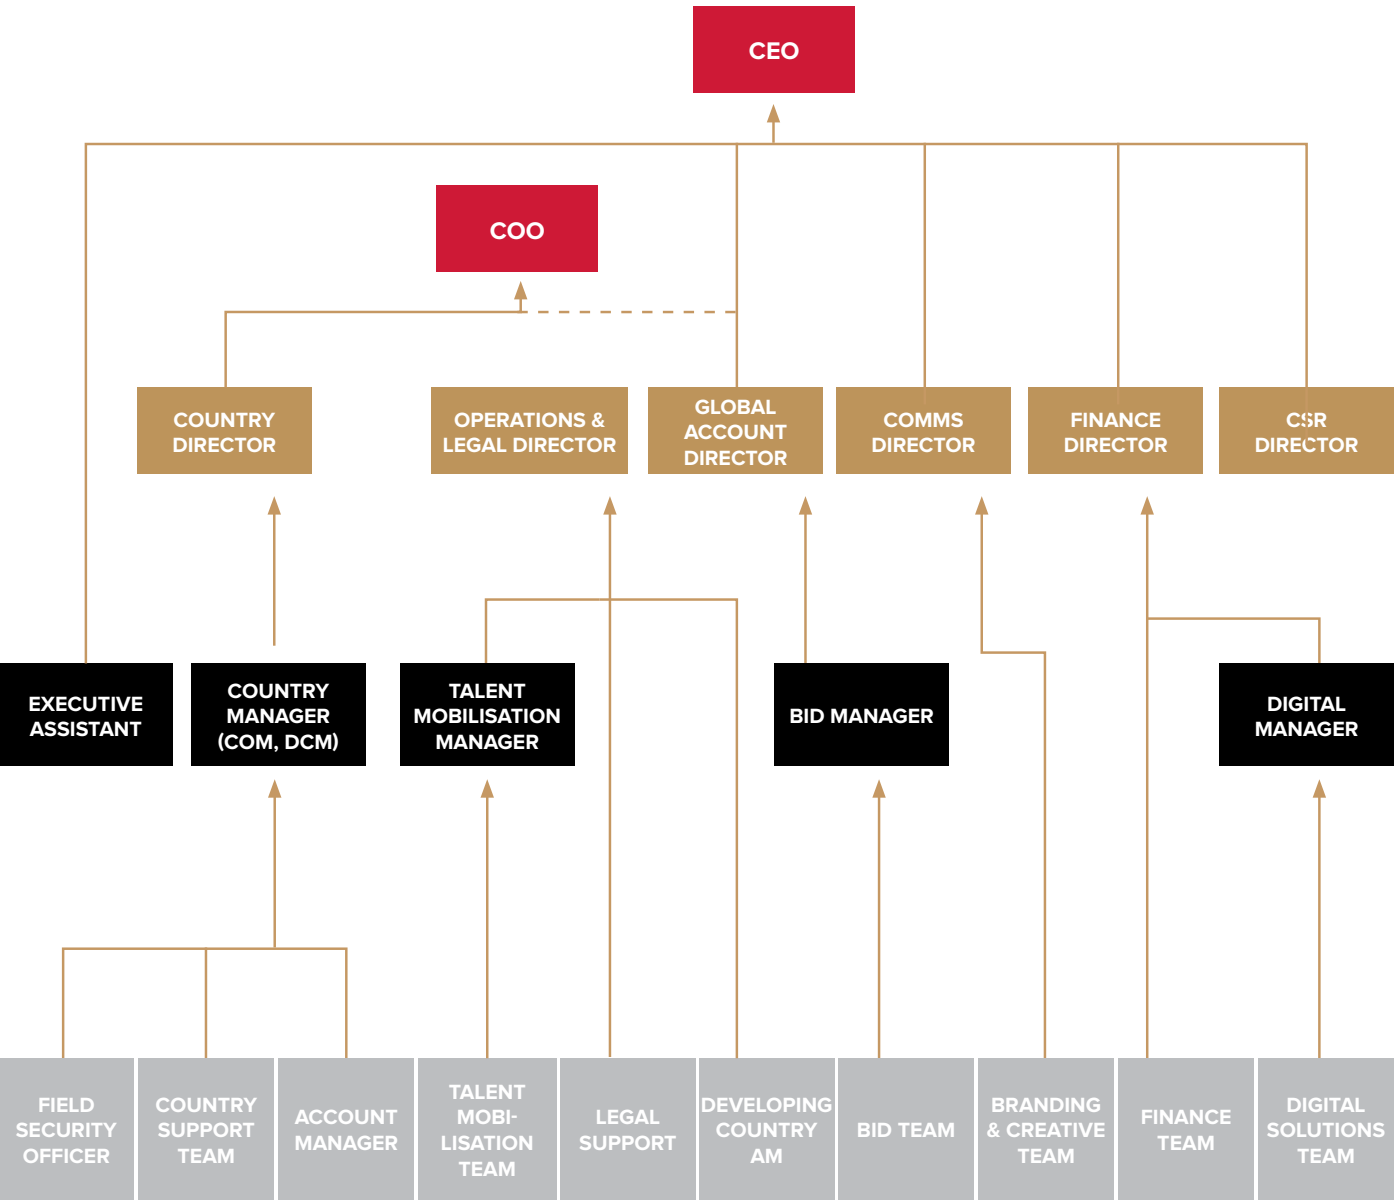 CEO
COO
COUNTRY
DIRECTOR
OPERATIONS &
LEGAL DIRECTOR
GLOBAL
ACCOUNT
DIRECTOR
COMMS
DIRECTOR
FINANCE
DIRECTOR
CSR
DIRECTOR
EXECUTIVE
ASSISTANT
COUNTRY
MANAGER
(COM, DCM)
TALENT
MOBILISATION
MANAGER
BID MANAGER
DIGITAL
MANAGER
FIELD
SECURITY
OFFICER
COUNTRY
SUPPORT
TEAM
ACCOUNT
MANAGER
TALENT
MOBI-
LISATION
TEAM
LEGAL
SUPPORT
DEVELOPING
COUNTRY
AM
BID TEAM
BRANDING
& CREATIVE
TEAM
FINANCE
TEAM
DIGITAL
SOLUTIONS
TEAM